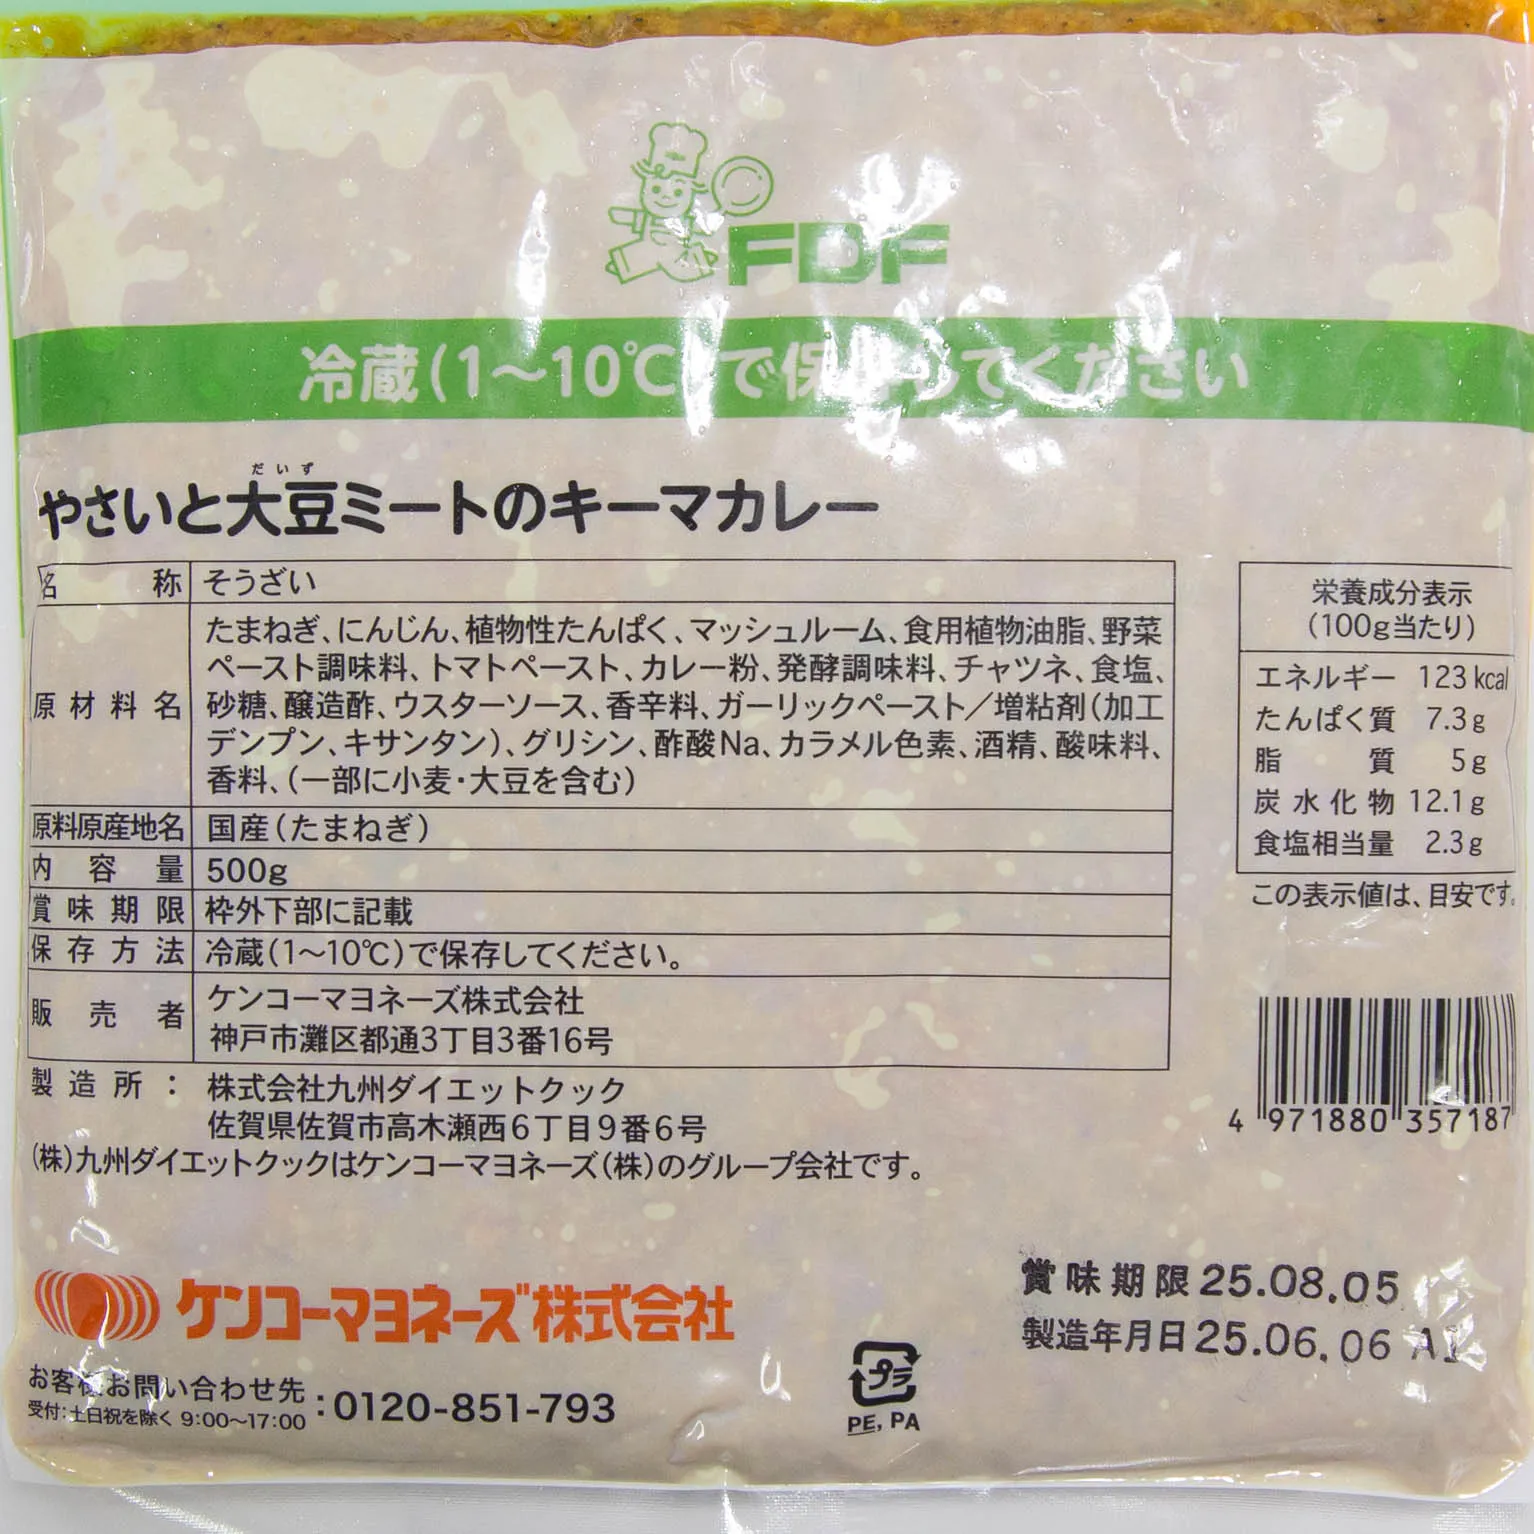 FDF
冷蔵(1～10℃)で保存してください
だいず
やさいと大豆ミートのキーマカレー
名称 そうざい
原材料名 たまねぎ、にんじん、植物性たんぱく、マッシュルーム、食用植物油脂、野菜
ペースト調味料、トマトペースト、カレー粉、発酵調味料、チャツネ、食塩、
砂糖、醸造酢、ウスターソース、香辛料、ガーリックペースト／増粘剤(加工
デンプン、キサンタン)、グリシン、酢酸Na、カラメル色素、酒精、酸味料、
香料、(一部に小麦・大豆を含む)
原料原産地名 国産(たまねぎ)
内容量 500g
賞味期限 枠外下部に記載
保存方法 冷蔵(1～10℃)で保存してください。
販売者 ケンコーマヨネーズ株式会社
神戸市灘区都通3丁目3番16号
製造所： 株式会社九州ダイエットクック
佐賀県佐賀市高木瀬西6丁目9番6号
(株)九州ダイエットクックはケンコーマヨネーズ(株)のグループ会社です。
栄養成分表示
(100g当たり)
エネルギー 123kcal
たんぱく質 7.3g
脂質 5g
炭水化物 12.1g
食塩相当量 2.3g
この表示値は、目安です。
4 971880 357187
ケンコーマヨネーズ株式会社
お客様お問い合わせ先
受付：土日祝を除く 9:00～17:00
：0120-851-793
プラ
PE, PA
賞味期限25.08.05
製造年月日25.06.06 A1